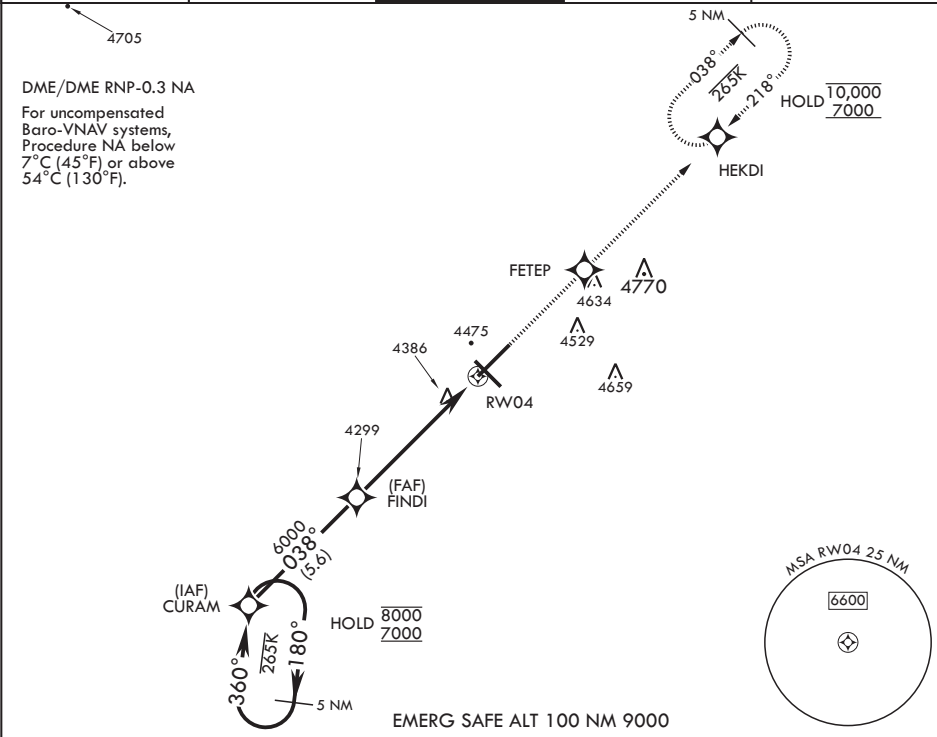 4705
DME/DME RNP-0.3 NA
For uncompensated
Baro-VNAV systems,
Procedure NA below
7°C (45°F) or above
54°C (130°F).
5 NM
038°
265K
218°
HOLD 10,000
7000
HEKDI
FETEP
4634
4770
4529
4475
4386
4659
RW04
4299
(FAF)
FINDI
6000
038°
(5.6)
(IAF)
CURAM
HOLD 8000
7000
360°
265K
180°
5 NM
MSA RW04 25 NM
6600
EMERG SAFE ALT 100 NM 9000